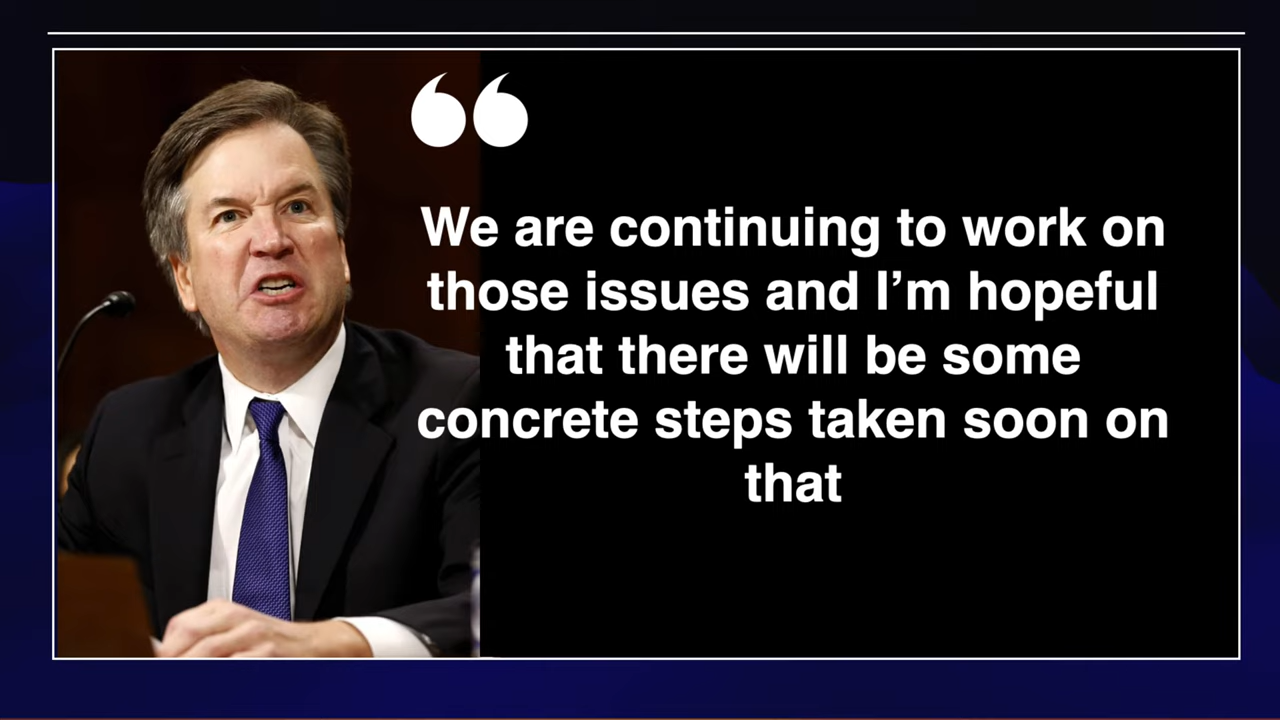 “
We are continuing to work on
those issues and I’m hopeful
that there will be some
concrete steps taken soon on
that